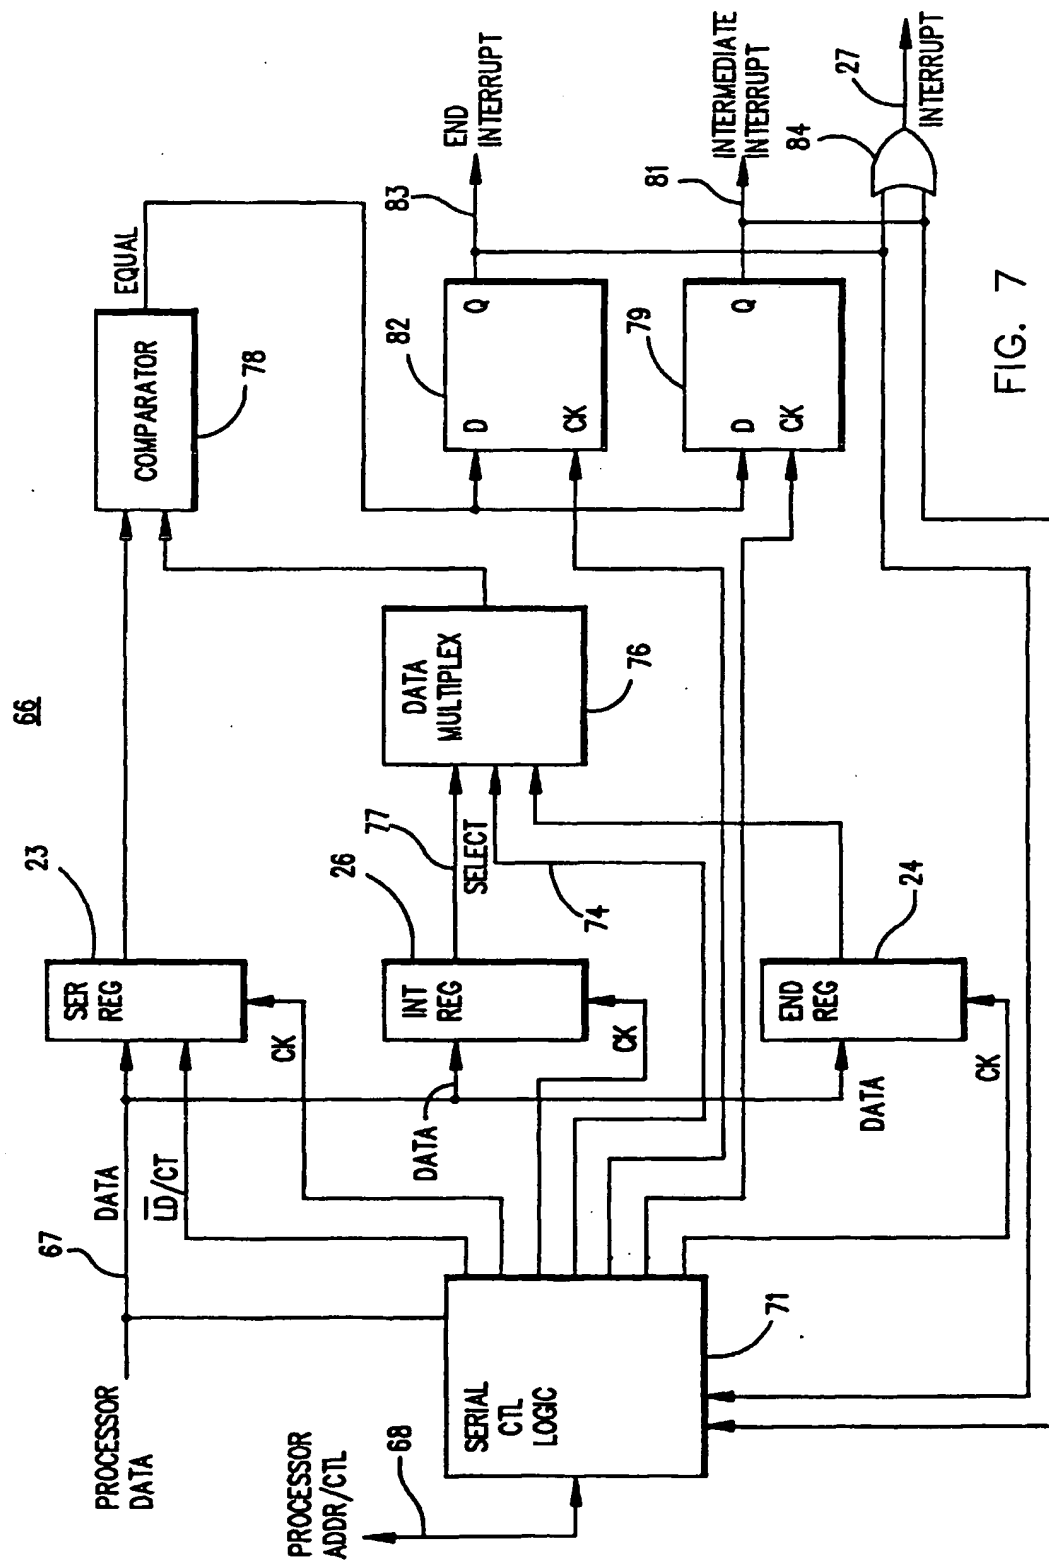 66
PROCESSOR
DATA
67
DATA
LD/CT
CK
23
SER
REG
COMPARATOR
78
EQUAL
PROCESSOR
ADDR/CTL
68
SERIAL
CTL
LOGIC
71
DATA
CK
26
INT
REG
77
SELECT
74
DATA
MULTIPLEX
76
DATA
CK
24
END
REG
82
D
Q
CK
83
END
INTERRUPT
79
D
Q
CK
81
INTERMEDIATE
INTERRUPT
84
27
INTERRUPT
FIG. 7